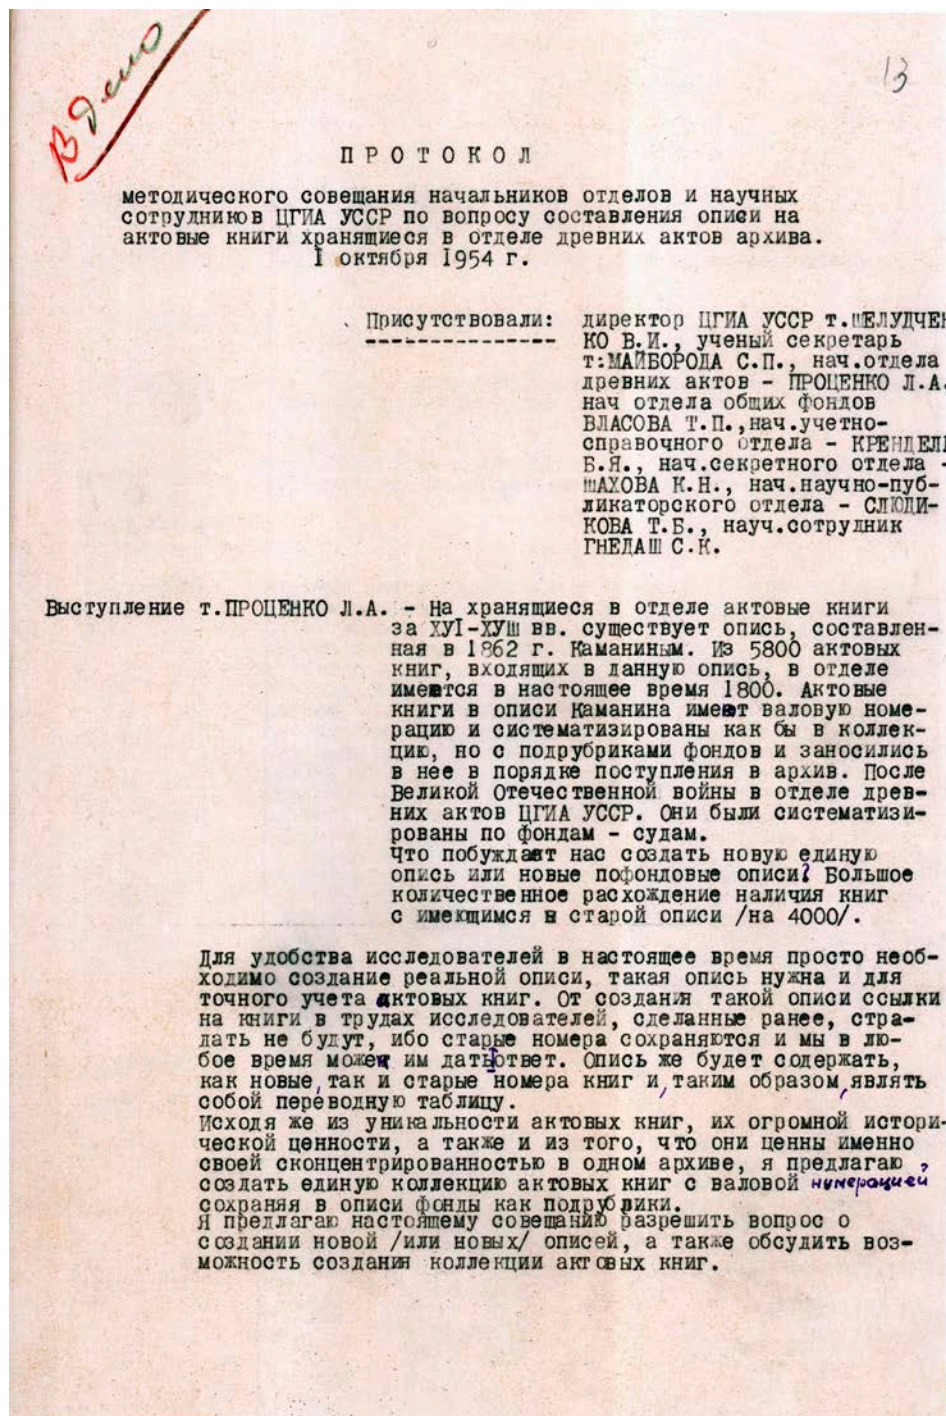 В дело
13
ПРОТОКОЛ
методического совещания начальников отделов и научных
сотрудников ЦГИА УССР по вопросу составления описи на
актовые книги хранящиеся в отделе древних актов архива.
I октября 1954 г.
Присутствовали: директор ЦГИА УССР т.ШЕЛУДЧЕН
КО В.И., ученый секретарь
т:МАЙБОРОДА С.П., нач.отдела
древних актов - ПРОЦЕНКО Л.А.
нач отдела общих фондов
ВЛАСОВА Т.П.,нач.учетно-
справочного отдела - КРЕНДЕЛЬ
Б.Я., нач.секретного отдела -
ШАХОВА К.Н., нач.научно-пуб-
ликаторского отдела - СЛЮДИ-
КОВА Т.Б., науч.сотрудник
ГНЕДАШ С.К.
Выступление т.ПРОЦЕНКО Л.А. - На хранящиеся в отделе актовые книги
за ХУI-ХУШ вв. существует опись, составлен-
ная в 1862 г. Каманиным. Из 5800 актовых
книг, входящих в данную опись, в отделе
имеются в настоящее время 1800. Актовые
книги в описи Каманина имеют валовую номе-
рацию и систематизированы как бы в коллек-
цию, но с подрубриками фондов и заносились
в нее в порядке поступления в архив. После
Великой Отечественной войны в отделе древ-
них актов ЦГИА УССР. Они были систематизи-
рованы по фондам - судам.
Что побуждает нас создать новую единую
опись или новые пофондовые описи? Большое
количественное расхождение наличия книг
с имеющимся в старой описи /на 4000/.
Для удобства исследователей в настоящее время просто необ-
ходимо создание реальной описи, такая опись нужна и для
точного учета актовых книг. От создания такой описи ссылки
на книги в трудах исследователей, сделанные ранее, стра-
дать не будут, ибо старые номера сохраняются и мы в лю-
бое время можем им дать ответ. Опись же будет содержать,
как новые, так и старые номера книг и, таким образом, являть
собой переводную таблицу.
Исходя же из уникальности актовых книг, их огромной истори-
ческой ценности, а также и из того, что они ценны именно
своей сконцентрированностью в одном архиве, я предлагаю
создать единую коллекцию актовых книг с валовой нумерацией,
сохраняя в описи фонды как подрубрики.
Я предлагаю настоящему совещанию разрешить вопрос о
создании новой /или новых/ описей, а также обсудить воз-
можность создания коллекции актовых книг.